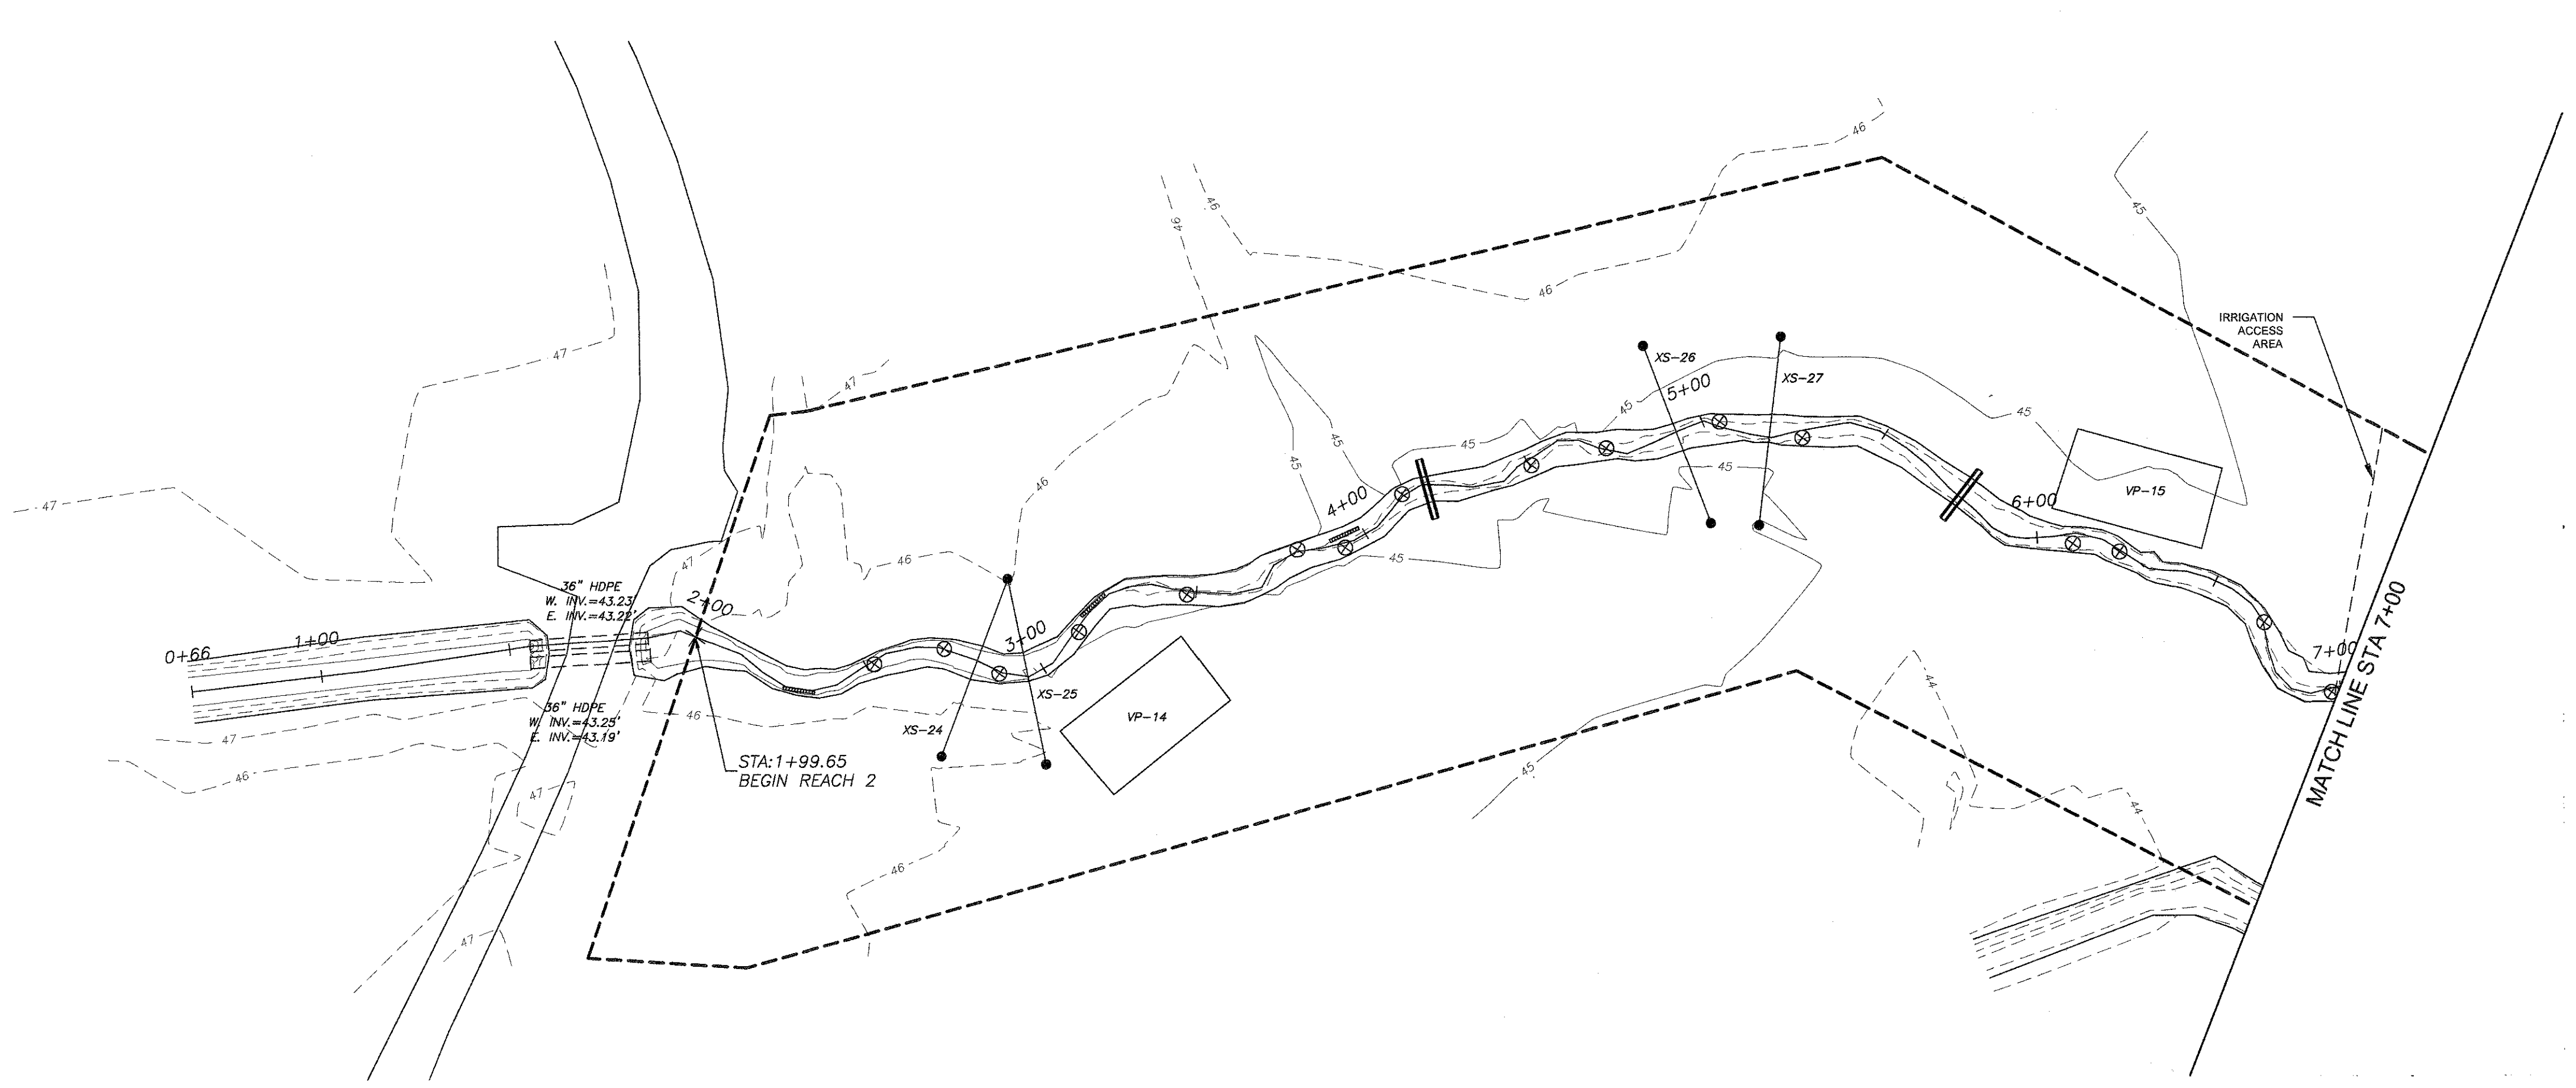 46
45
46
46
46
46
IRRIGATION
ACCESS
AREA
47
XS-26
XS-27
47
5+00
45
45
45
45
45
VP-15
46
45
4+00
6+00
47
46
45
47
36" HDPE
W. INV.=43.23'
E. INV.=43.22'
2+00
1+00
0+66
3+00
7+00
MATCH LINE STA 7+00
XS-25
VP-14
XS-24
46
44
36" HDPE
W. INV.=43.25'
E. INV.=43.19'
47
46
STA:1+99.65
BEGIN REACH 2
45
47
44
46
47